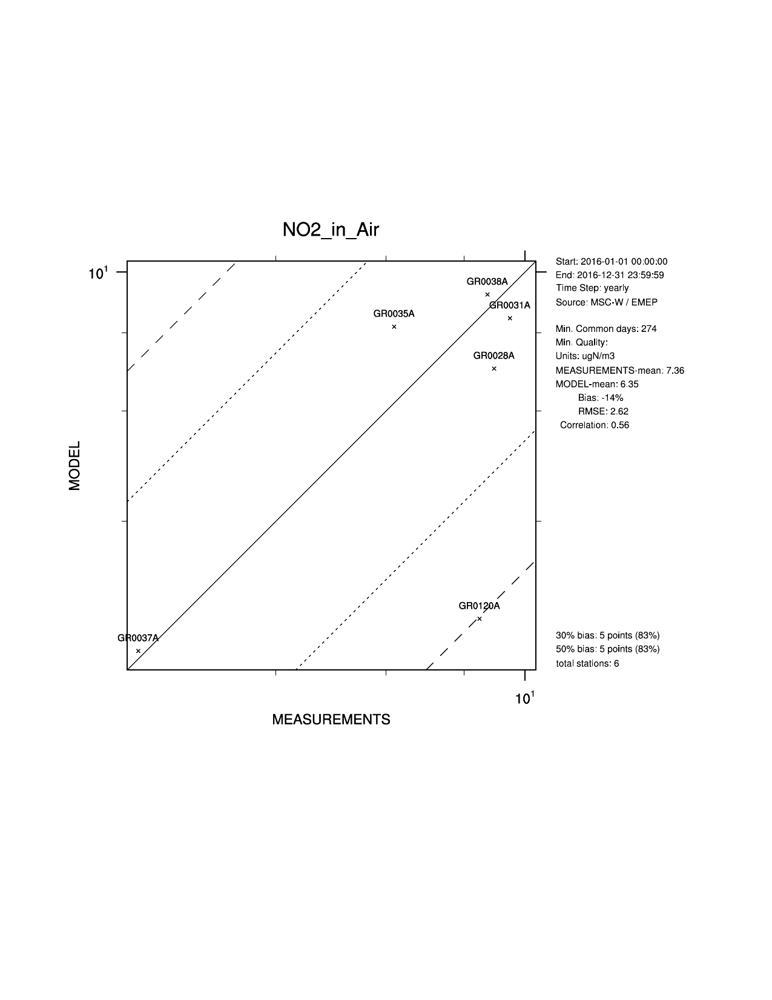 NO2_in_Air
10¹
Start: 2016-01-01 00:00:00
End: 2016-12-31 23:59:59
Time Step: yearly
Source: MSC-W / EMEP
Min. Common days: 274
Min. Quality:
Units: ugN/m3
MEASUREMENTS-mean: 7.36
MODEL-mean: 6.35
Bias: -14%
RMSE: 2.62
Correlation: 0.56
GR0038A
GR0031A
GR0035A
GR0028A
MODEL
GR0120A
GR0037A
30% bias: 5 points (83%)
50% bias: 5 points (83%)
total stations: 6
10¹
MEASUREMENTS